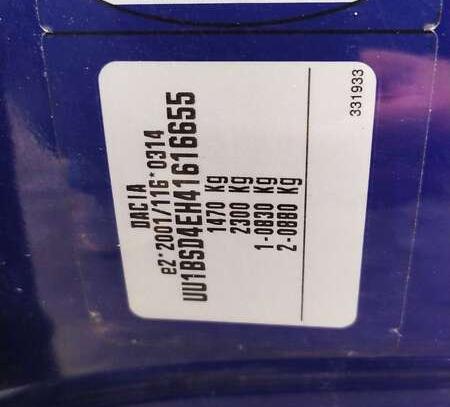 DACIA
e2*2001/116*0314
UU1BSD4EH41616655
1470 Kg
2300 Kg
1-0830 Kg
2-0880 Kg
331933